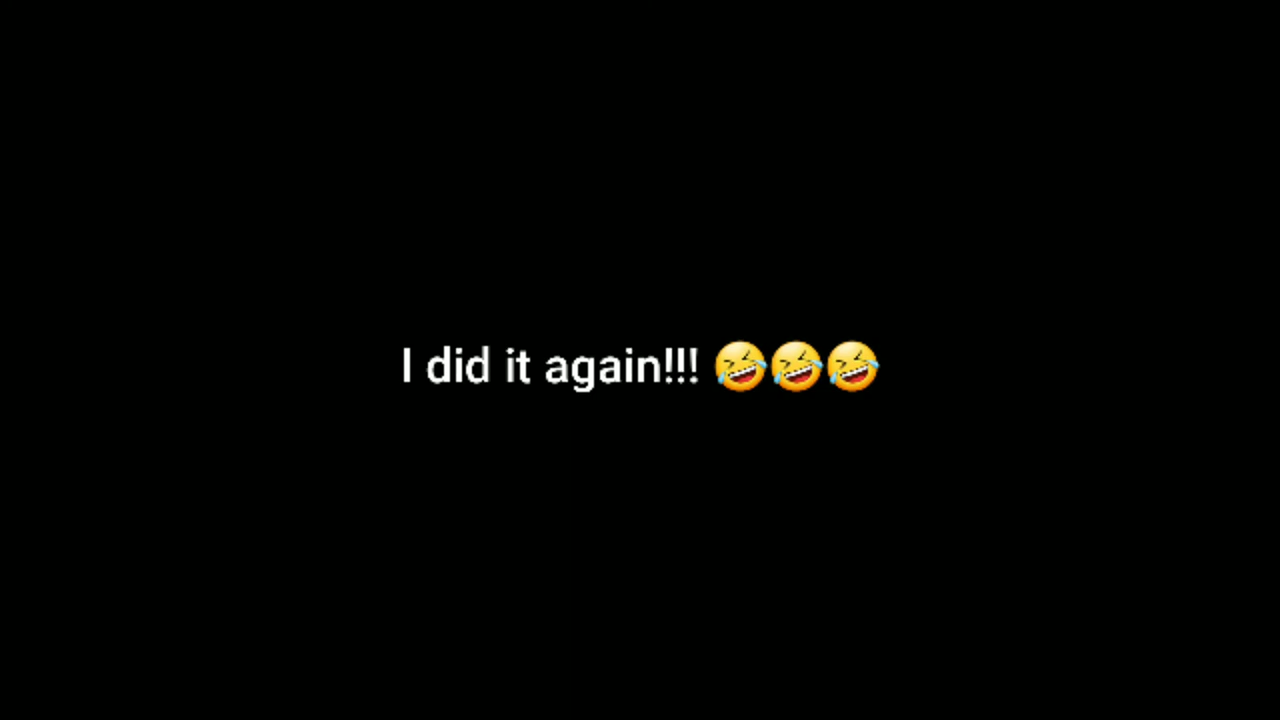 I did it again!!! 🤣🤣🤣